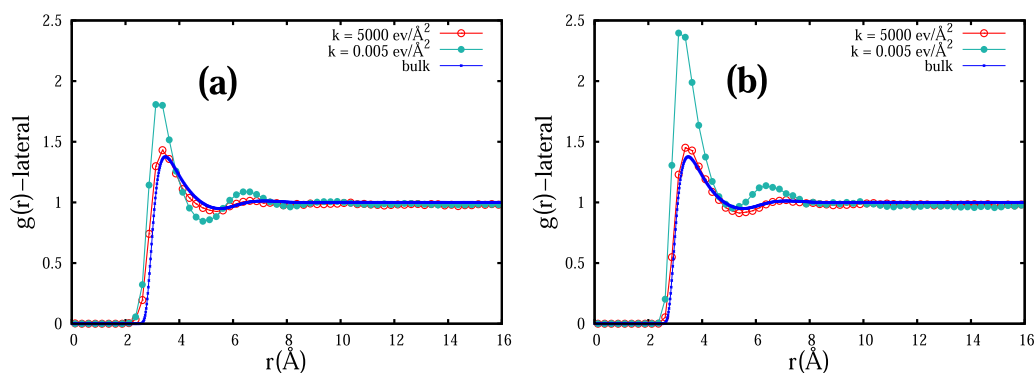 2.5
2
1.5
1
0.5
0
0 2 4 6 8 10 12 14 16
g(r)−lateral
r(Å)
(a)
k = 5000 ev/Å²
k = 0.005 ev/Å²
bulk
2.5
2
1.5
1
0.5
0
0 2 4 6 8 10 12 14 16
g(r)−lateral
r(Å)
(b)
k = 5000 ev/Å²
k = 0.005 ev/Å²
bulk